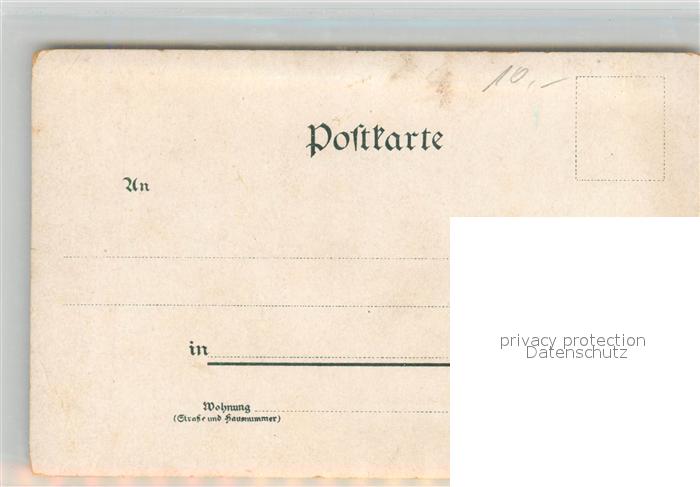 10,-
Postkarte
An
in
Wohnung
(Straße und Hausnummer)
privacy protection
Datenschutz